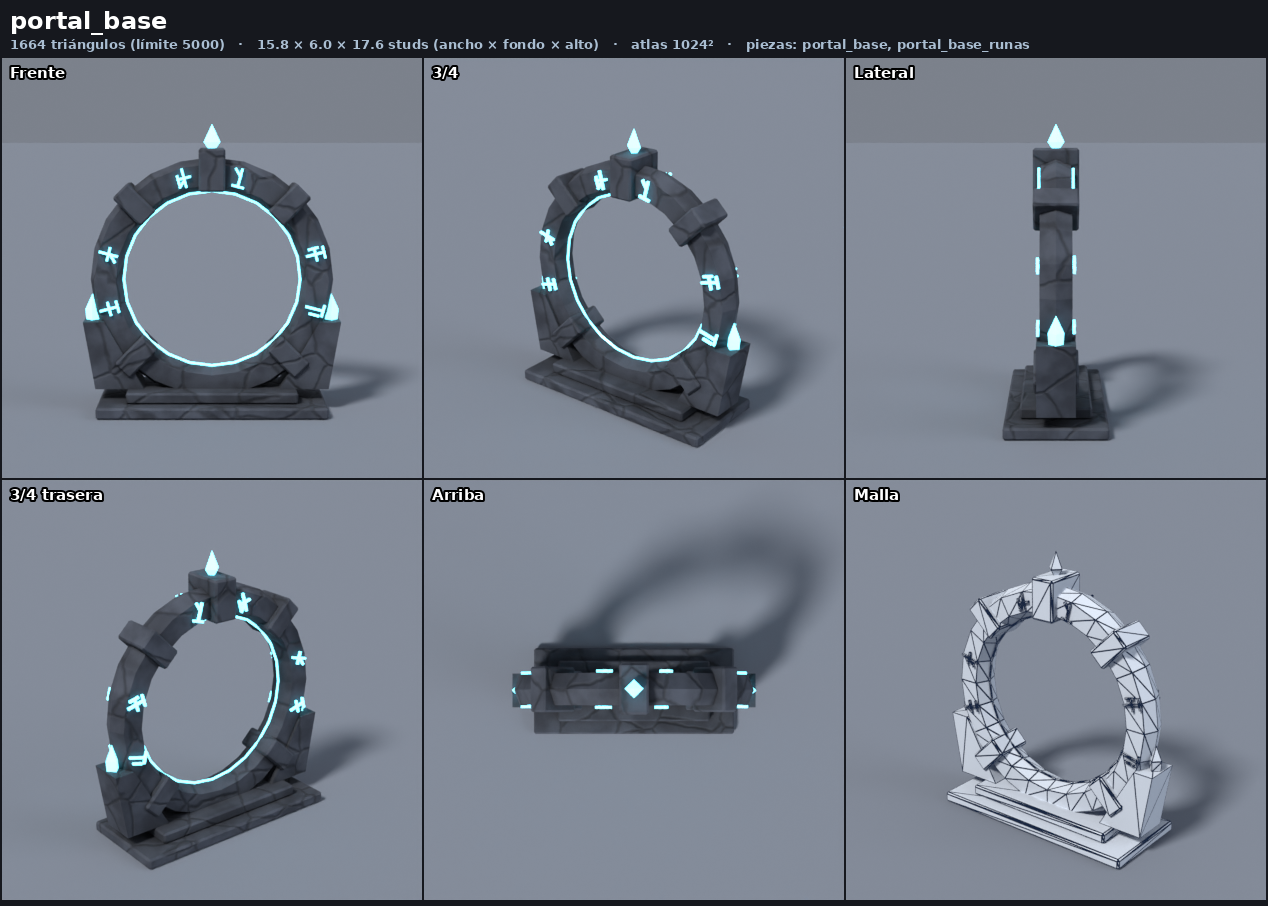 portal_base
1664 triángulos (límite 5000) · 15.8 × 6.0 × 17.6 studs (ancho × fondo × alto) · atlas 1024² · piezas: portal_base, portal_base_runas
Frente
3/4
Lateral
3/4 trasera
Arriba
Malla